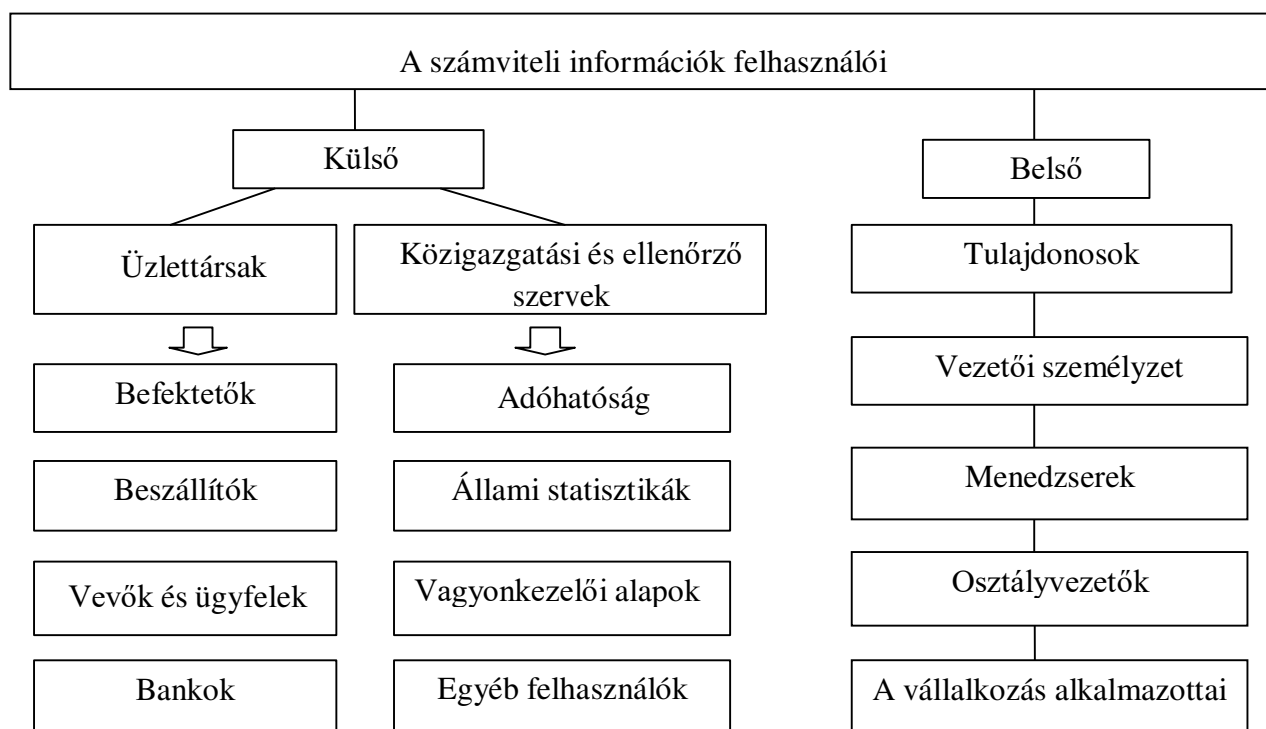 A számviteli információk felhasználói
Külső
Belső
Üzlettársak
Közigazgatási és ellenőrző
szervek
Tulajdonosok
Befektetők
Adóhatóság
Vezetői személyzet
Beszállítók
Állami statisztikák
Menedzserek
Vevők és ügyfelek
Vagyonkezelői alapok
Osztályvezetők
Bankok
Egyéb felhasználók
A vállalkozás alkalmazottai